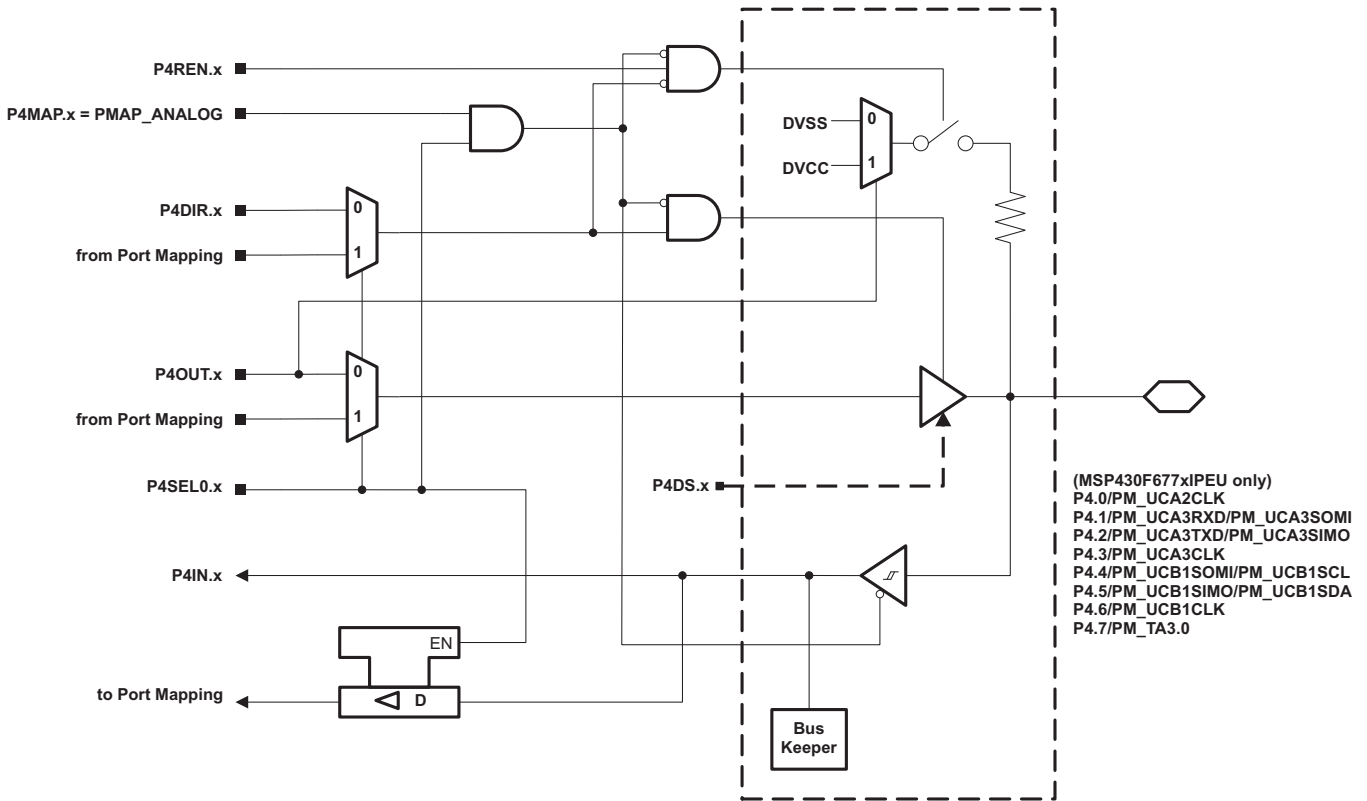 P4REN.x
P4MAP.x = PMAP_ANALOG
DVSS
0
DVCC
1
P4DIR.x
0
from Port Mapping
1
P4OUT.x
0
from Port Mapping
1
P4SEL0.x
P4DS.x
(MSP430F677xIPEU only)
P4.0/PM_UCA2CLK
P4.1/PM_UCA3RXD/PM_UCA3SOMI
P4.2/PM_UCA3TXD/PM_UCA3SIMO
P4.3/PM_UCA3CLK
P4.4/PM_UCB1SOMI/PM_UCB1SCL
P4.5/PM_UCB1SIMO/PM_UCB1SDA
P4.6/PM_UCB1CLK
P4.7/PM_TA3.0
P4IN.x
EN
to Port Mapping
D
Bus
Keeper